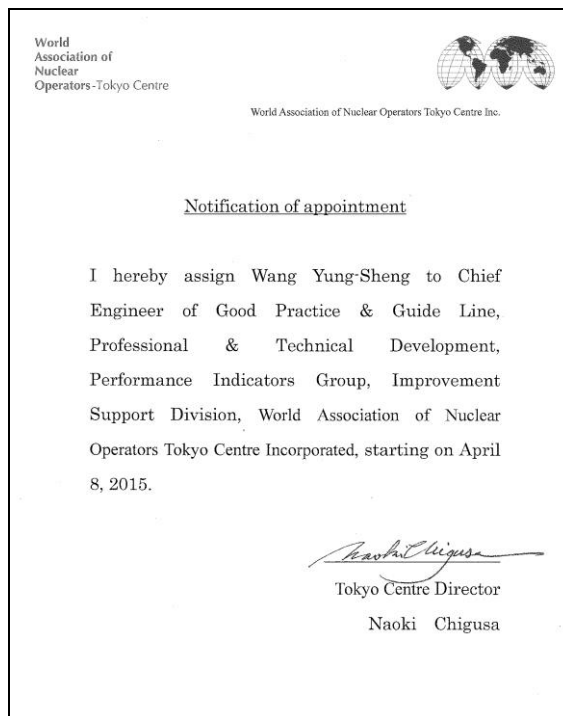 World
Association of
Nuclear
Operators-Tokyo Centre
World Association of Nuclear Operators Tokyo Centre Inc.
Notification of appointment
I hereby assign Wang Yung-Sheng to Chief
Engineer of Good Practice & Guide Line,
Professional & Technical Development,
Performance Indicators Group, Improvement
Support Division, World Association of Nuclear
Operators Tokyo Centre Incorporated, starting on April
8, 2015.
Naoki Chigusa
Tokyo Centre Director
Naoki Chigusa